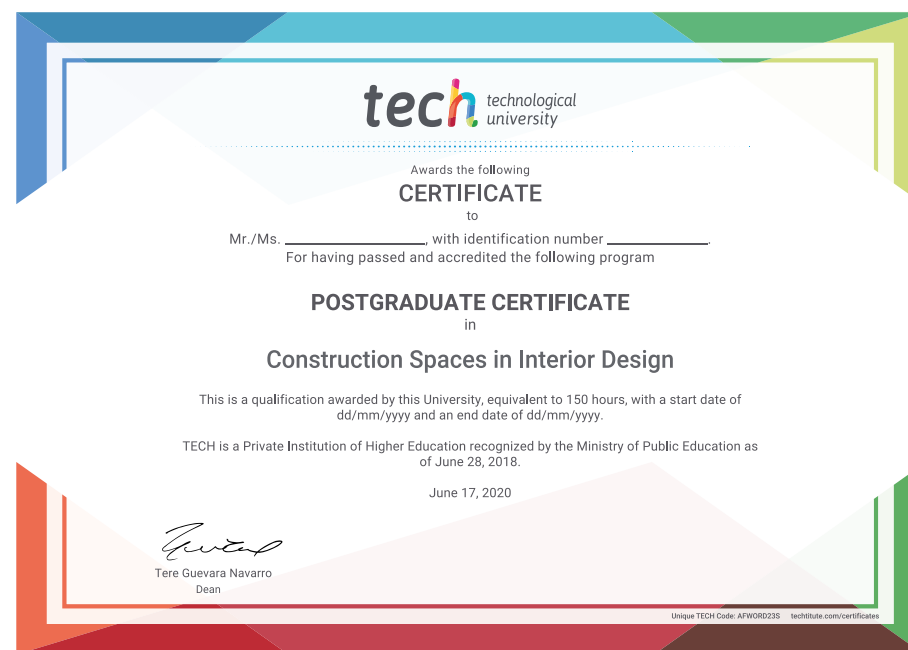 tech technological
university
Awards the following
CERTIFICATE
to
Mr./Ms. ____________________, with identification number _______________.
For having passed and accredited the following program
POSTGRADUATE CERTIFICATE
in
Construction Spaces in Interior Design
This is a qualification awarded by this University, equivalent to 150 hours, with a start date of
dd/mm/yyyy and an end date of dd/mm/yyyy.
TECH is a Private Institution of Higher Education recognized by the Ministry of Public Education as
of June 28, 2018.
June 17, 2020
Tere Guevara Navarro
Dean
Unique TECH Code: AFWORD23S techtitute.com/certificates